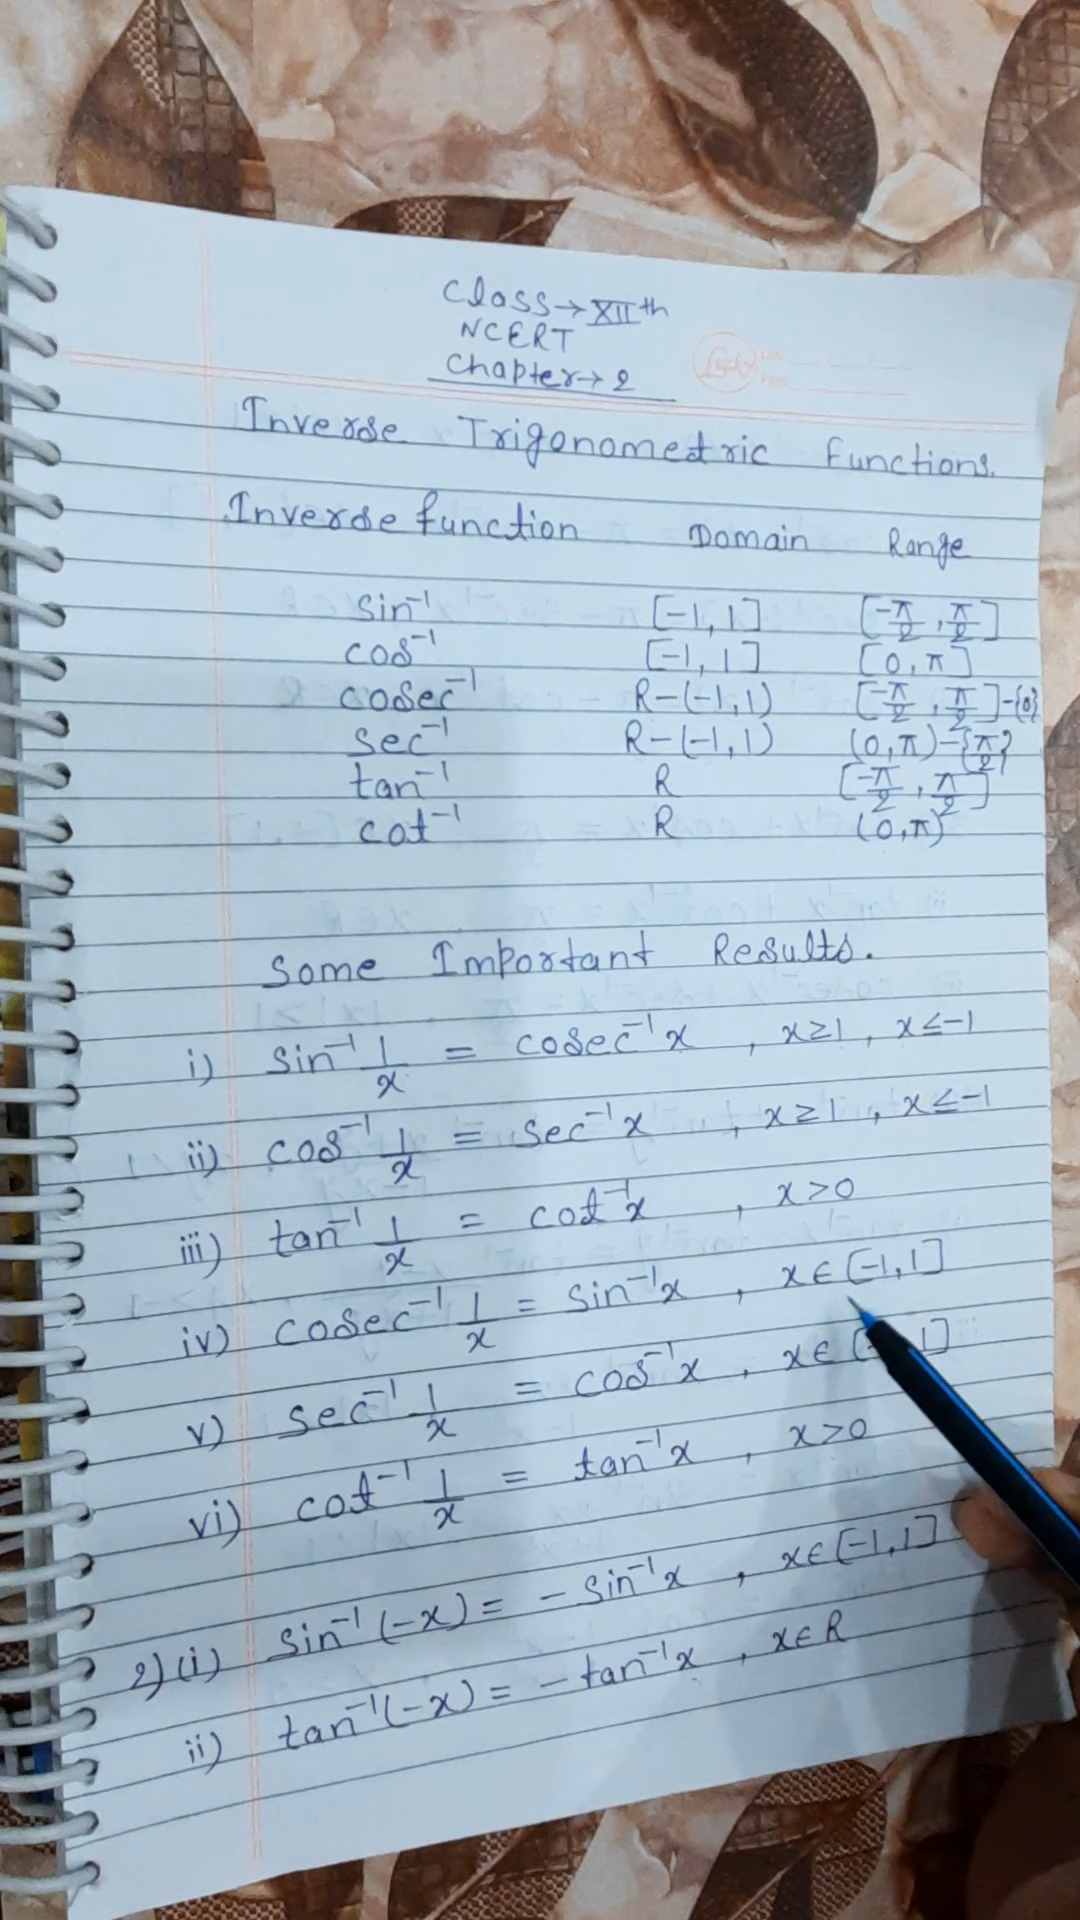 Class→XIIth
NCERT
Chapter→2
Inverse Trigonometric Functions.
Inverse function Domain Range
sin⁻¹ [-1,1] [-π/2, π/2]
cos⁻¹ [-1,1] [0,π]
cosec⁻¹ R-(-1,1) [-π/2, π/2]-{0}
sec⁻¹ R-(-1,1) (0,π)-{π/2}
tan⁻¹ R [-π/2, π/2]
cot⁻¹ R (0,π)
Some Important Results.
i) sin⁻¹ 1/x = cosec⁻¹x , x≥1, x≤-1
ii) cos⁻¹ 1/x = sec⁻¹x , x≥1, x≤-1
iii) tan⁻¹ 1/x = cot⁻¹x , x>0
iv) cosec⁻¹ 1/x = sin⁻¹x , x∈[-1,1]
v) sec⁻¹ 1/x = cos⁻¹x , x∈[ 1]
vi) cot⁻¹ 1/x = tan⁻¹x , x>0
2)(i) sin⁻¹(-x) = -sin⁻¹x , x∈[-1,1]
ii) tan⁻¹(-x) = -tan⁻¹x , x∈R